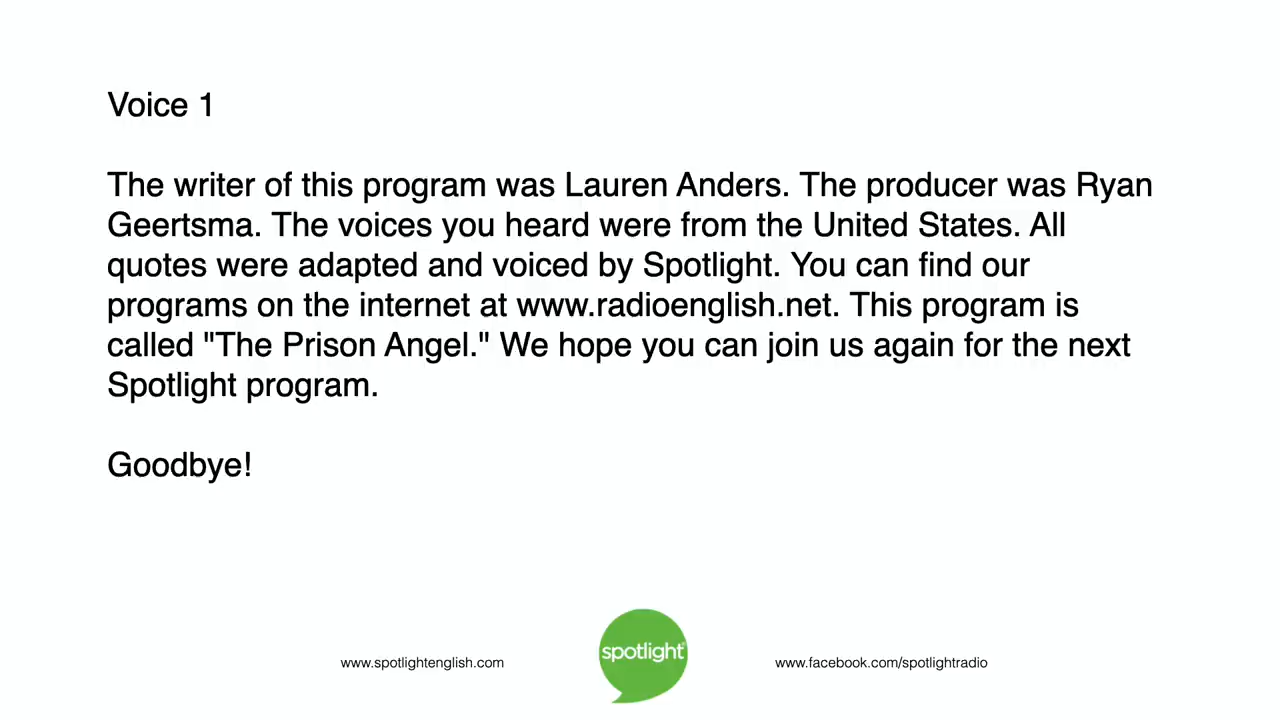 Voice 1
The writer of this program was Lauren Anders. The producer was Ryan
Geertsma. The voices you heard were from the United States. All
quotes were adapted and voiced by Spotlight. You can find our
programs on the internet at www.radioenglish.net. This program is
called "The Prison Angel." We hope you can join us again for the next
Spotlight program.
Goodbye!
www.spotlightenglish.com
spotlight
www.facebook.com/spotlightradio